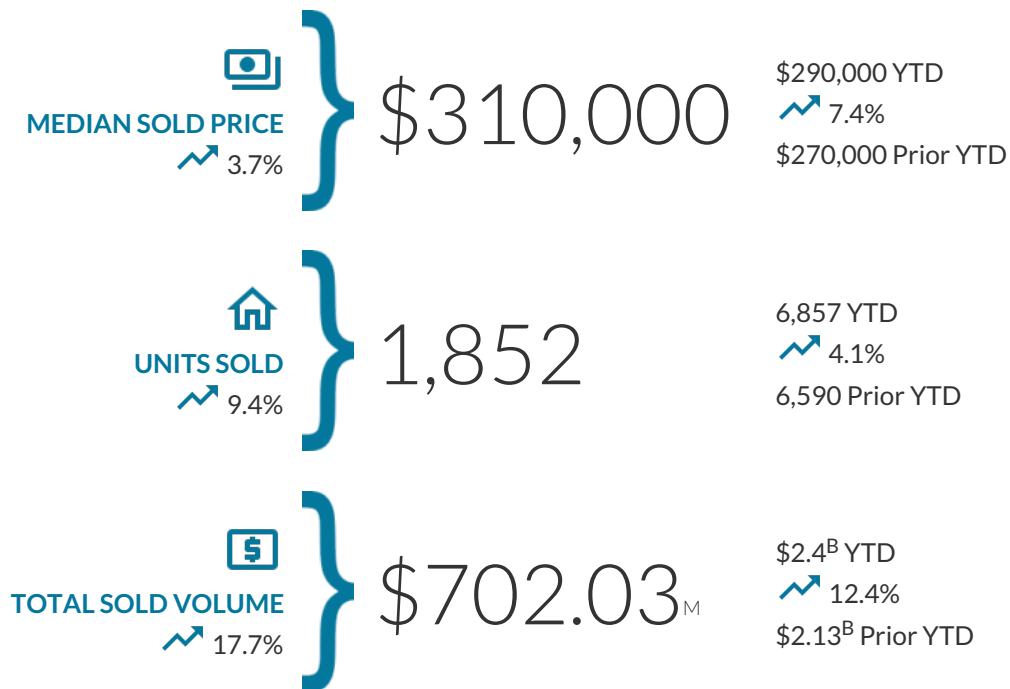 MEDIAN SOLD PRICE
3.7%
$310,000
$290,000 YTD
7.4%
$270,000 Prior YTD
UNITS SOLD
9.4%
1,852
6,857 YTD
4.1%
6,590 Prior YTD
$
TOTAL SOLD VOLUME
17.7%
$702.03M
$2.4B YTD
12.4%
$2.13B Prior YTD